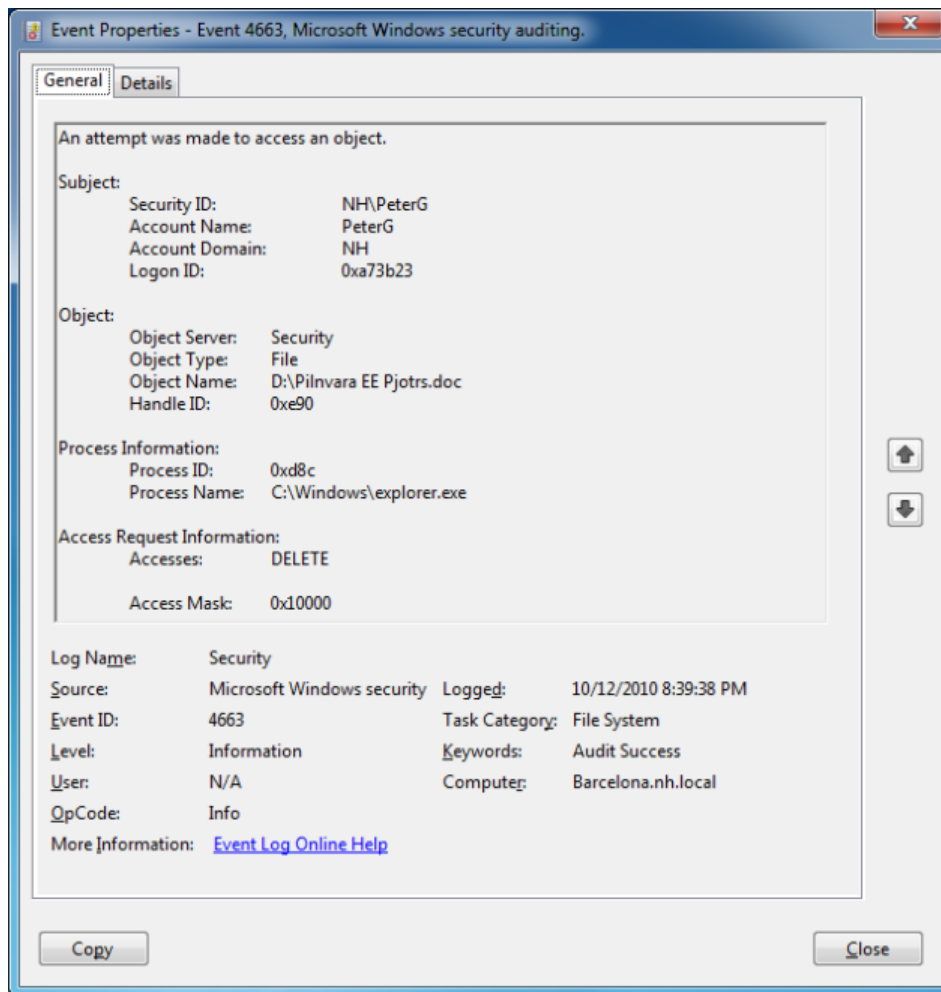 Event Properties - Event 4663, Microsoft Windows security auditing.
General Details
An attempt was made to access an object.
Subject:
Security ID: NH\PeterG
Account Name: PeterG
Account Domain: NH
Logon ID: 0xa73b23
Object:
Object Server: Security
Object Type: File
Object Name: D:\Pilnvara EE Pjotrs.doc
Handle ID: 0xe90
Process Information:
Process ID: 0xd8c
Process Name: C:\Windows\explorer.exe
Access Request Information:
Accesses: DELETE
Access Mask: 0x10000
Log Name: Security
Source: Microsoft Windows security Logged: 10/12/2010 8:39:38 PM
Event ID: 4663 Task Category: File System
Level: Information Keywords: Audit Success
User: N/A Computer: Barcelona.nh.local
OpCode: Info
More Information: Event Log Online Help
Copy Close